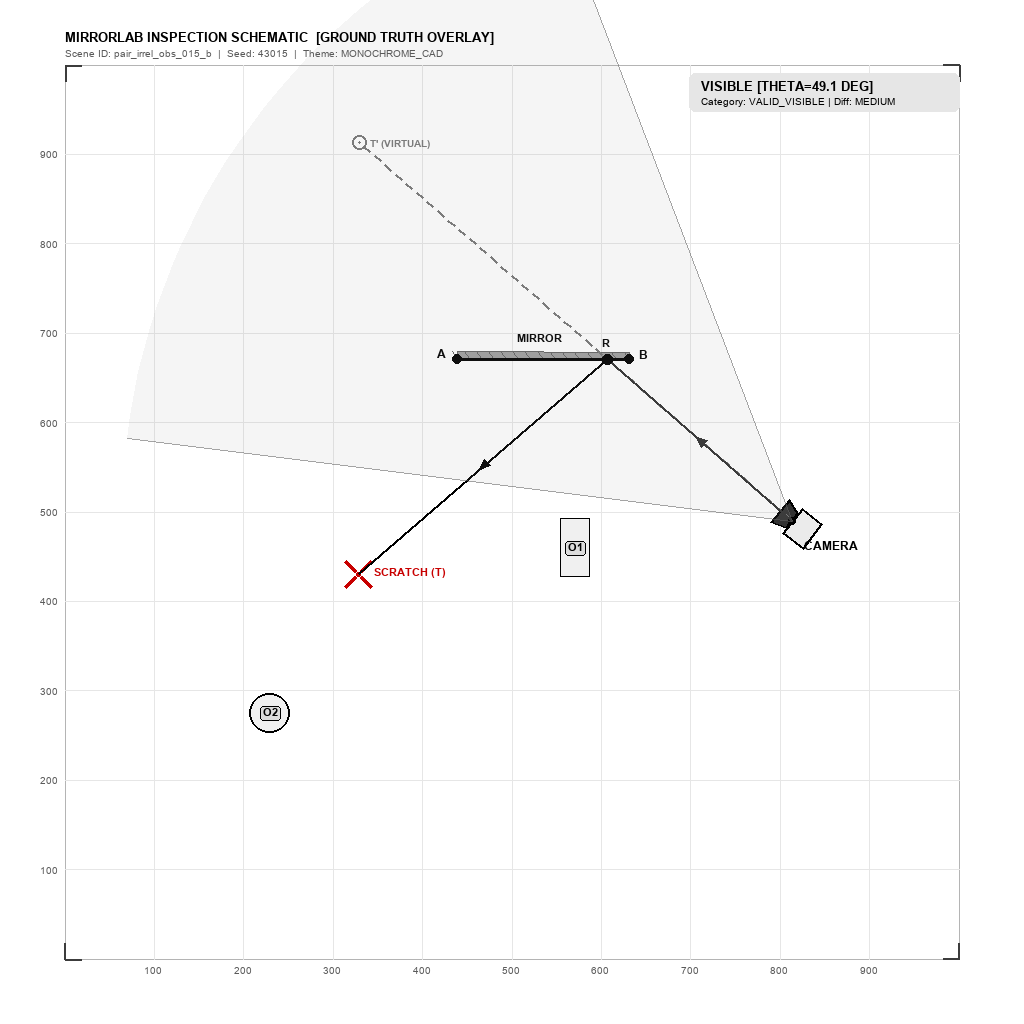 MIRRORLAB INSPECTION SCHEMATIC [GROUND TRUTH OVERLAY]
Scene ID: pair_irrel_obs_015_b | Seed: 43015 | Theme: MONOCHROME_CAD
VISIBLE [THETA=49.1 DEG]
Category: VALID_VISIBLE | Diff: MEDIUM
T' (VIRTUAL)
900
800
700
MIRROR
R
A
B
600
500
CAMERA
O1
SCRATCH (T)
400
300
O2
200
100
100 200 300 400 500 600 700 800 900